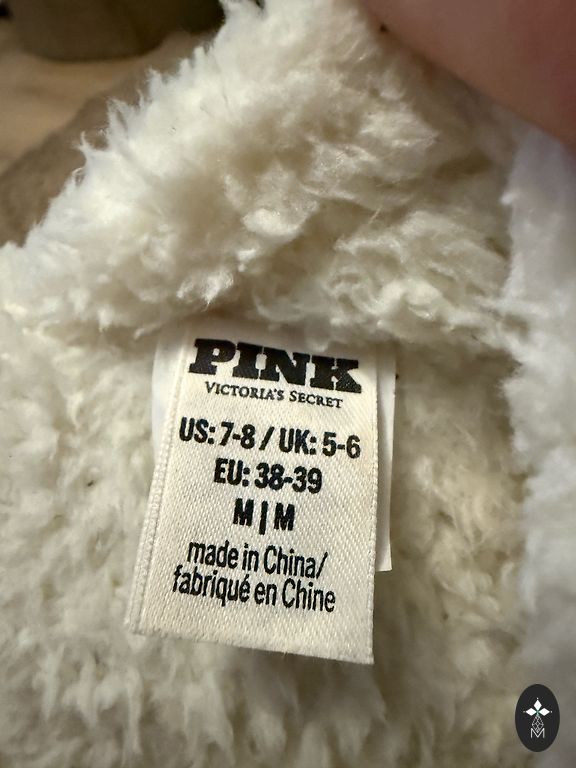 PINK
VICTORIA'S SECRET
US: 7-8 / UK: 5-6
EU: 38-39
M | M
made in China/
fabriqué en Chine
M